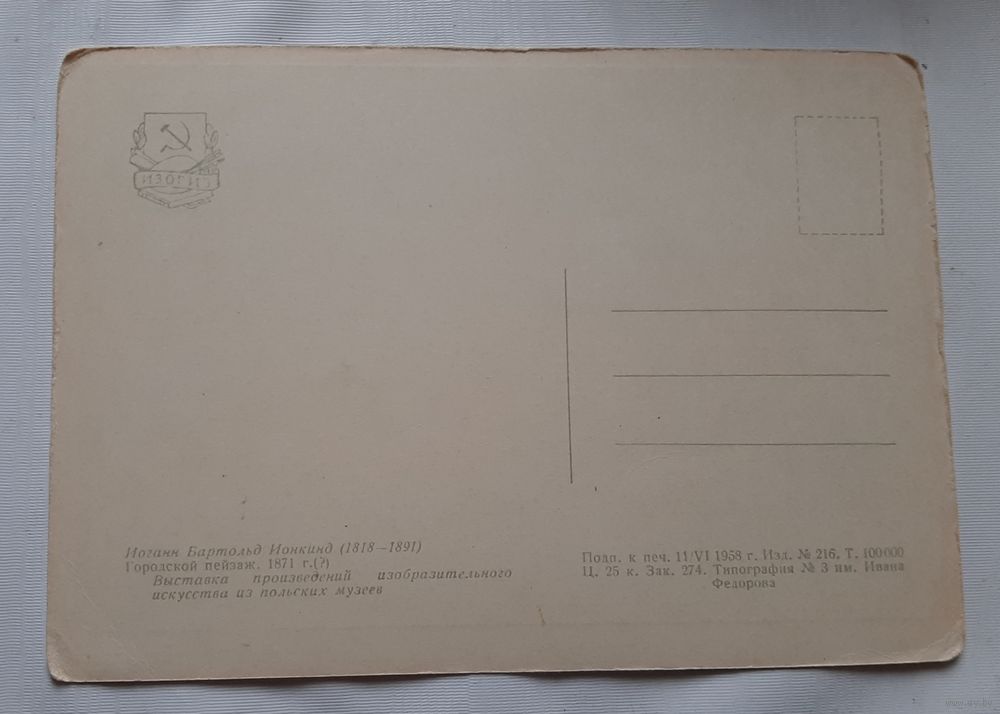 ИЗОГИЗ
Иоганн Бартольд Ионкинд (1818—1891)
Городской пейзаж. 1871 г.(?)
Выставка произведений изобразительного
искусства из польских музеев
Подп. к печ. 11/VI 1958 г. Изд. № 216. Т. 100000
Ц. 25 к. Зак. 274. Типография № 3 им. Ивана
Федорова